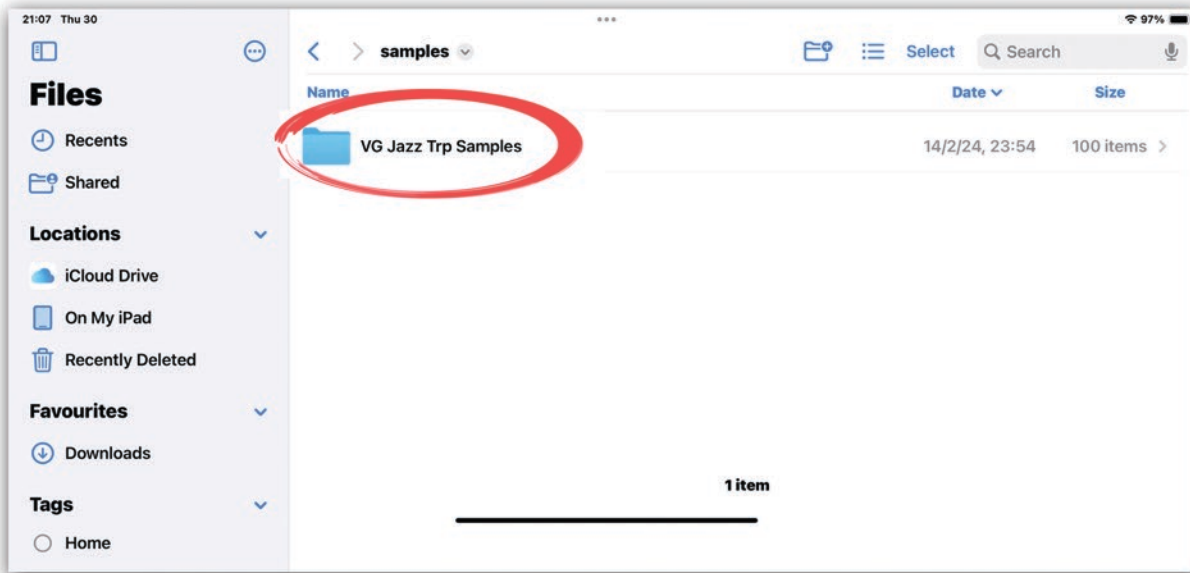 21:07 Thu 30
97%
Files
Recents
Shared
Locations
iCloud Drive
On My iPad
Recently Deleted
Favourites
Downloads
Tags
Home
samples
Select
Search
Name
Date
Size
VG Jazz Trp Samples
14/2/24, 23:54
100 items
1 item